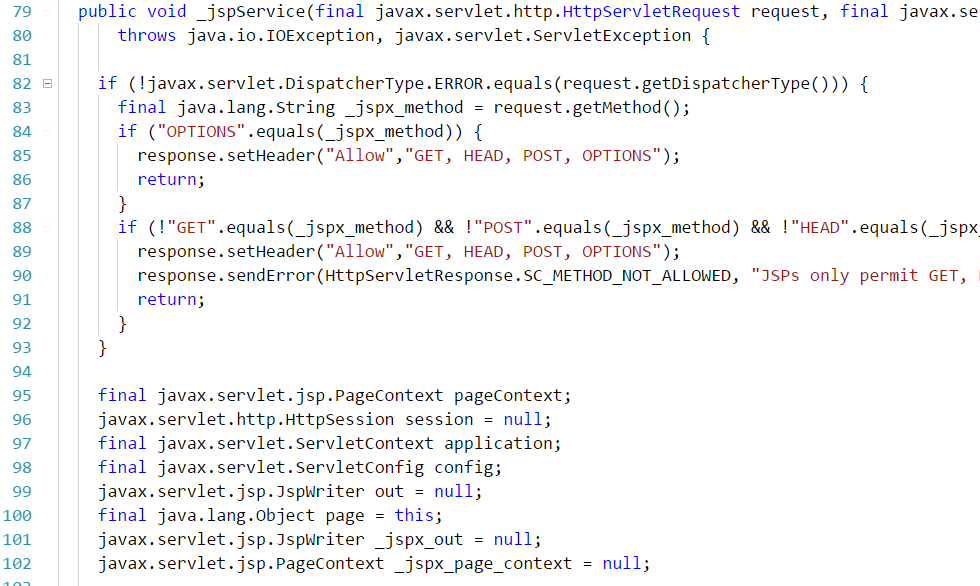 79 public void _jspService(final javax.servlet.http.HttpServletRequest request, final javax.se
80 throws java.io.IOException, javax.servlet.ServletException {
81
82 if (!javax.servlet.DispatcherType.ERROR.equals(request.getDispatcherType())) {
83 final java.lang.String _jspx_method = request.getMethod();
84 if ("OPTIONS".equals(_jspx_method)) {
85 response.setHeader("Allow","GET, HEAD, POST, OPTIONS");
86 return;
87 }
88 if (!"GET".equals(_jspx_method) && !"POST".equals(_jspx_method) && !"HEAD".equals(_jspx_
89 response.setHeader("Allow","GET, HEAD, POST, OPTIONS");
90 response.sendError(HttpServletResponse.SC_METHOD_NOT_ALLOWED, "JSPs only permit GET,
91 return;
92 }
93 }
94
95 final javax.servlet.jsp.PageContext pageContext;
96 javax.servlet.http.HttpSession session = null;
97 final javax.servlet.ServletContext application;
98 final javax.servlet.ServletConfig config;
99 javax.servlet.jsp.JspWriter out = null;
100 final java.lang.Object page = this;
101 javax.servlet.jsp.JspWriter _jspx_out = null;
102 javax.servlet.jsp.PageContext _jspx_page_context = null;